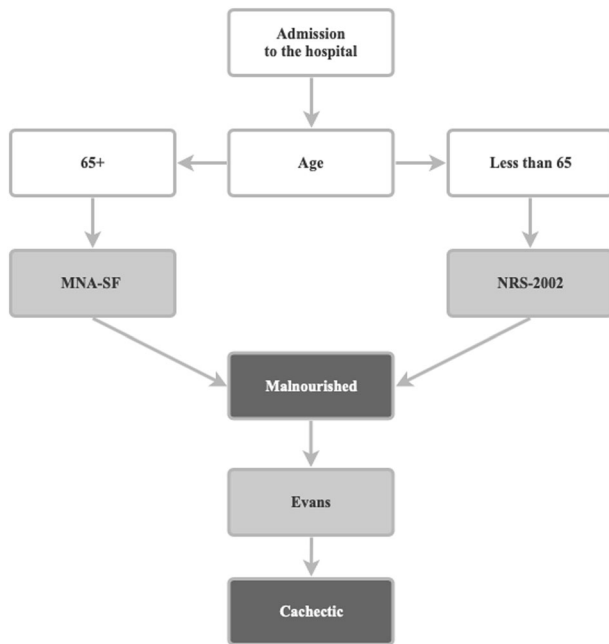 Admission
to the hospital
65+
Age
Less than 65
MNA-SF
NRS-2002
Malnourished
Evans
Cachectic